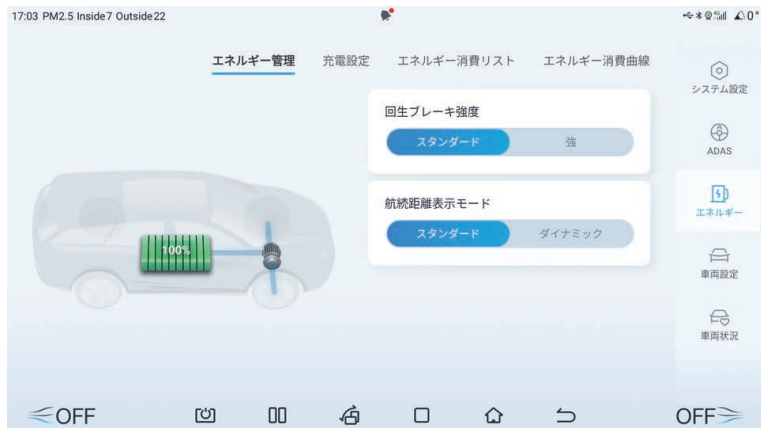 17:03 PM2.5 Inside7 Outside22
4G
0°
エネルギー管理 充電設定 エネルギー消費リスト エネルギー消費曲線
回生ブレーキ強度
スタンダード 強
航続距離表示モード
スタンダード ダイナミック
100%
システム設定
ADAS
エネルギー
車両設定
車両状況
OFF
OFF